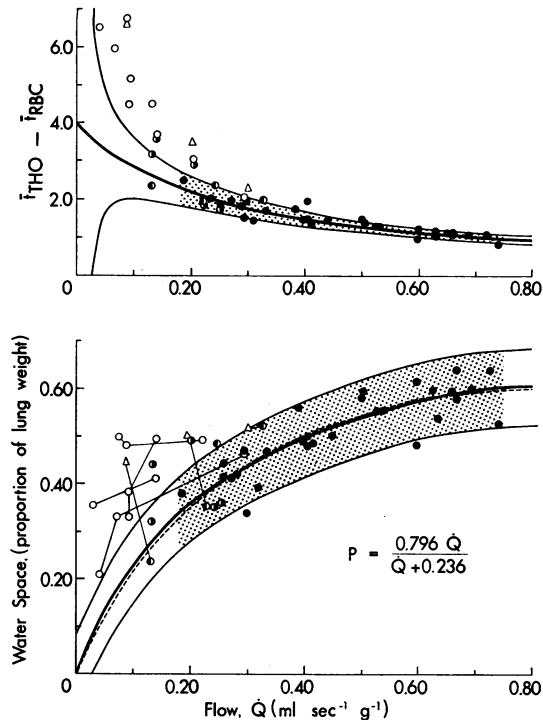 t̄THO – t̄RBC
6.0
4.0
2.0
0
0 0.20 0.40 0.60 0.80
Water Space, (proportion of lung weight)
0.60
0.40
0.20
0
P = 0.796 Q̇ / Q̇ +0.236
0 0.20 0.40 0.60 0.80
Flow, Q̇ (ml sec⁻¹ g⁻¹)